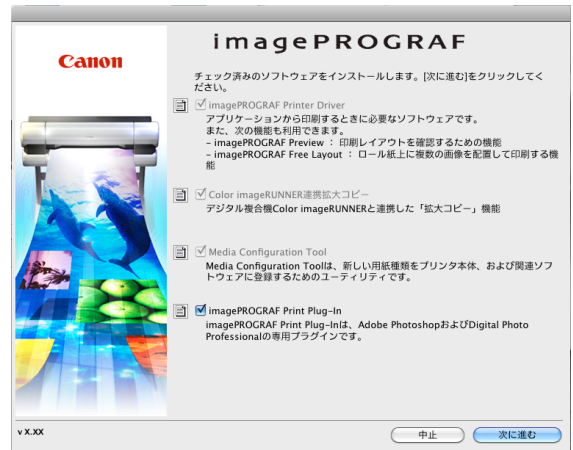 Canon
imagePROGRAF
チェック済みのソフトウェアをインストールします。[次に進む]をクリックしてく
ださい。
imagePROGRAF Printer Driver
アプリケーションから印刷するときに必要なソフトウェアです。
また、次の機能も利用できます。
– imagePROGRAF Preview ： 印刷レイアウトを確認するための機能
– imagePROGRAF Free Layout ： ロール紙上に複数の画像を配置して印刷する機
能
Color imageRUNNER連携拡大コピー
デジタル複合機Color imageRUNNERと連携した「拡大コピー」機能
Media Configuration Tool
Media Configuration Toolは、新しい用紙種類をプリンタ本体、および関連ソフ
トウェアに登録するためのユーティリティです。
imagePROGRAF Print Plug-In
imagePROGRAF Print Plug-Inは、Adobe PhotoshopおよびDigital Photo
Professionalの専用プラグインです。
v X.XX
中止
次に進む